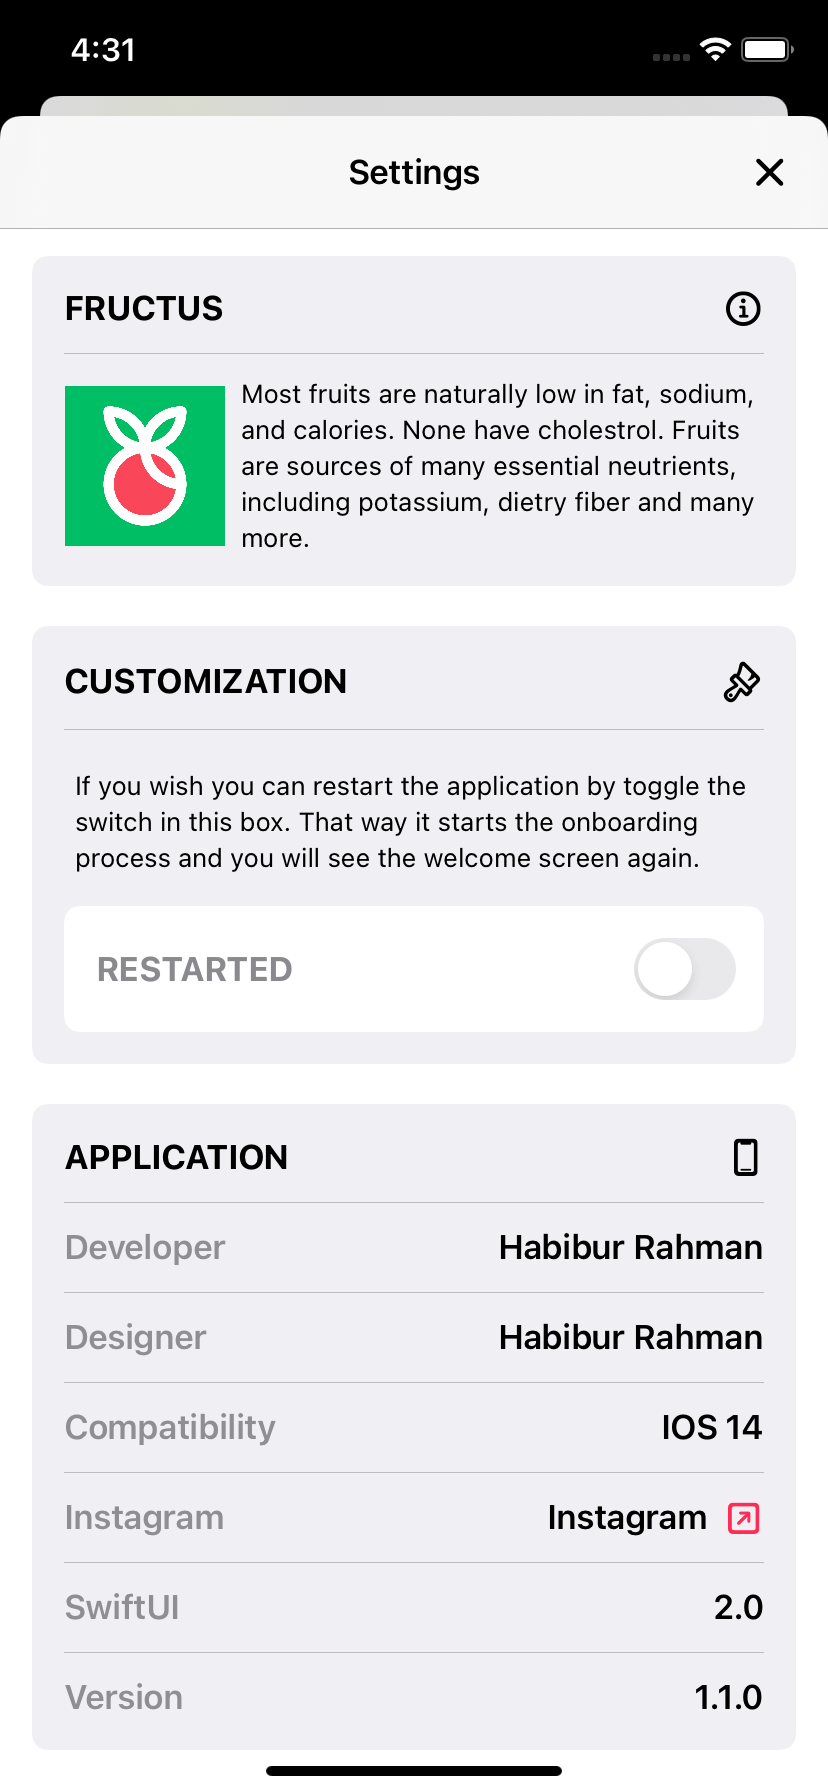 4:31
Settings
FRUCTUS
Most fruits are naturally low in fat, sodium,
and calories. None have cholestrol. Fruits
are sources of many essential neutrients,
including potassium, dietry fiber and many
more.
CUSTOMIZATION
If you wish you can restart the application by toggle the
switch in this box. That way it starts the onboarding
process and you will see the welcome screen again.
RESTARTED
APPLICATION
Developer Habibur Rahman
Designer Habibur Rahman
Compatibility IOS 14
Instagram Instagram
SwiftUI 2.0
Version 1.1.0